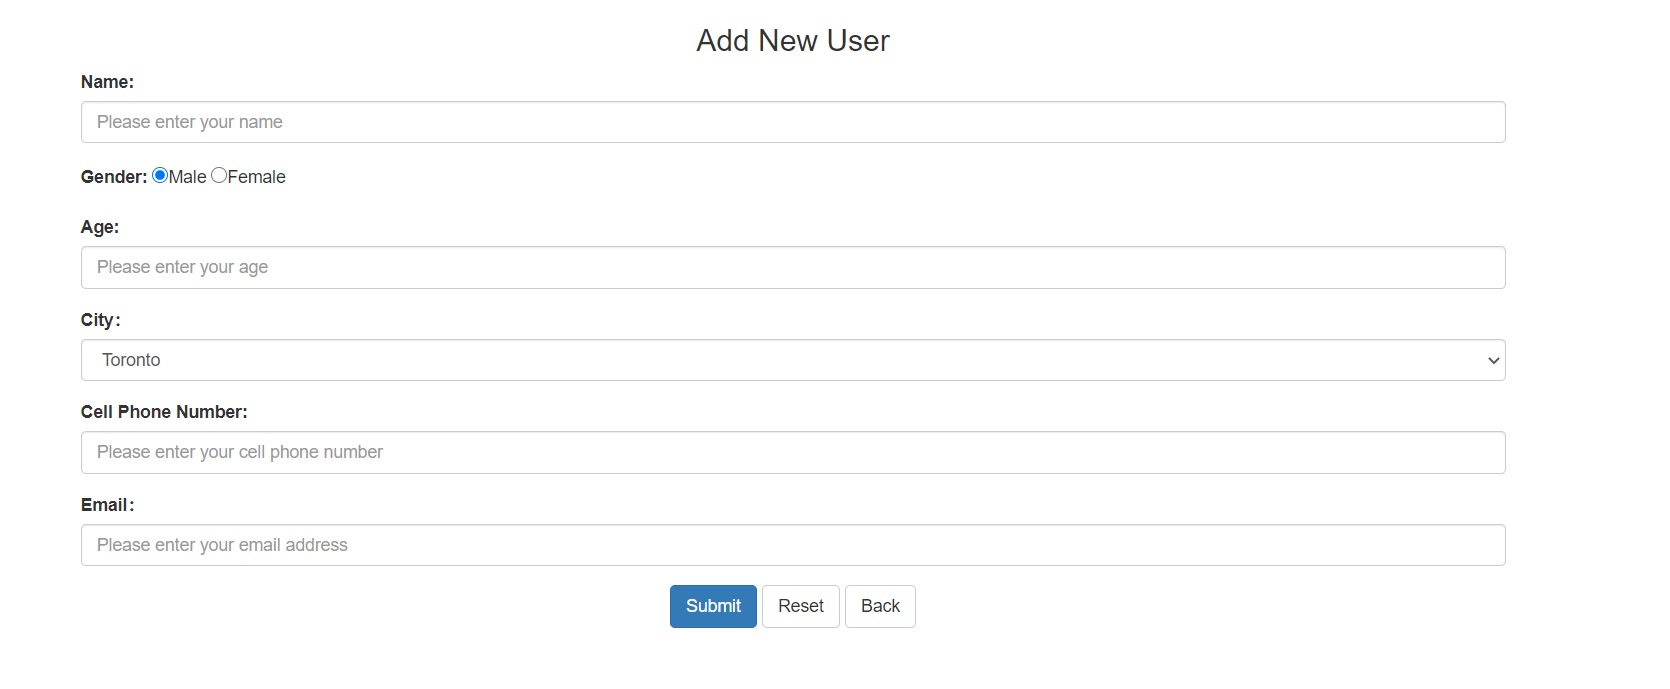 Add New User
Name:
Please enter your name
Gender: Male Female
Age:
Please enter your age
City:
Toronto
Cell Phone Number:
Please enter your cell phone number
Email:
Please enter your email address
Submit Reset Back